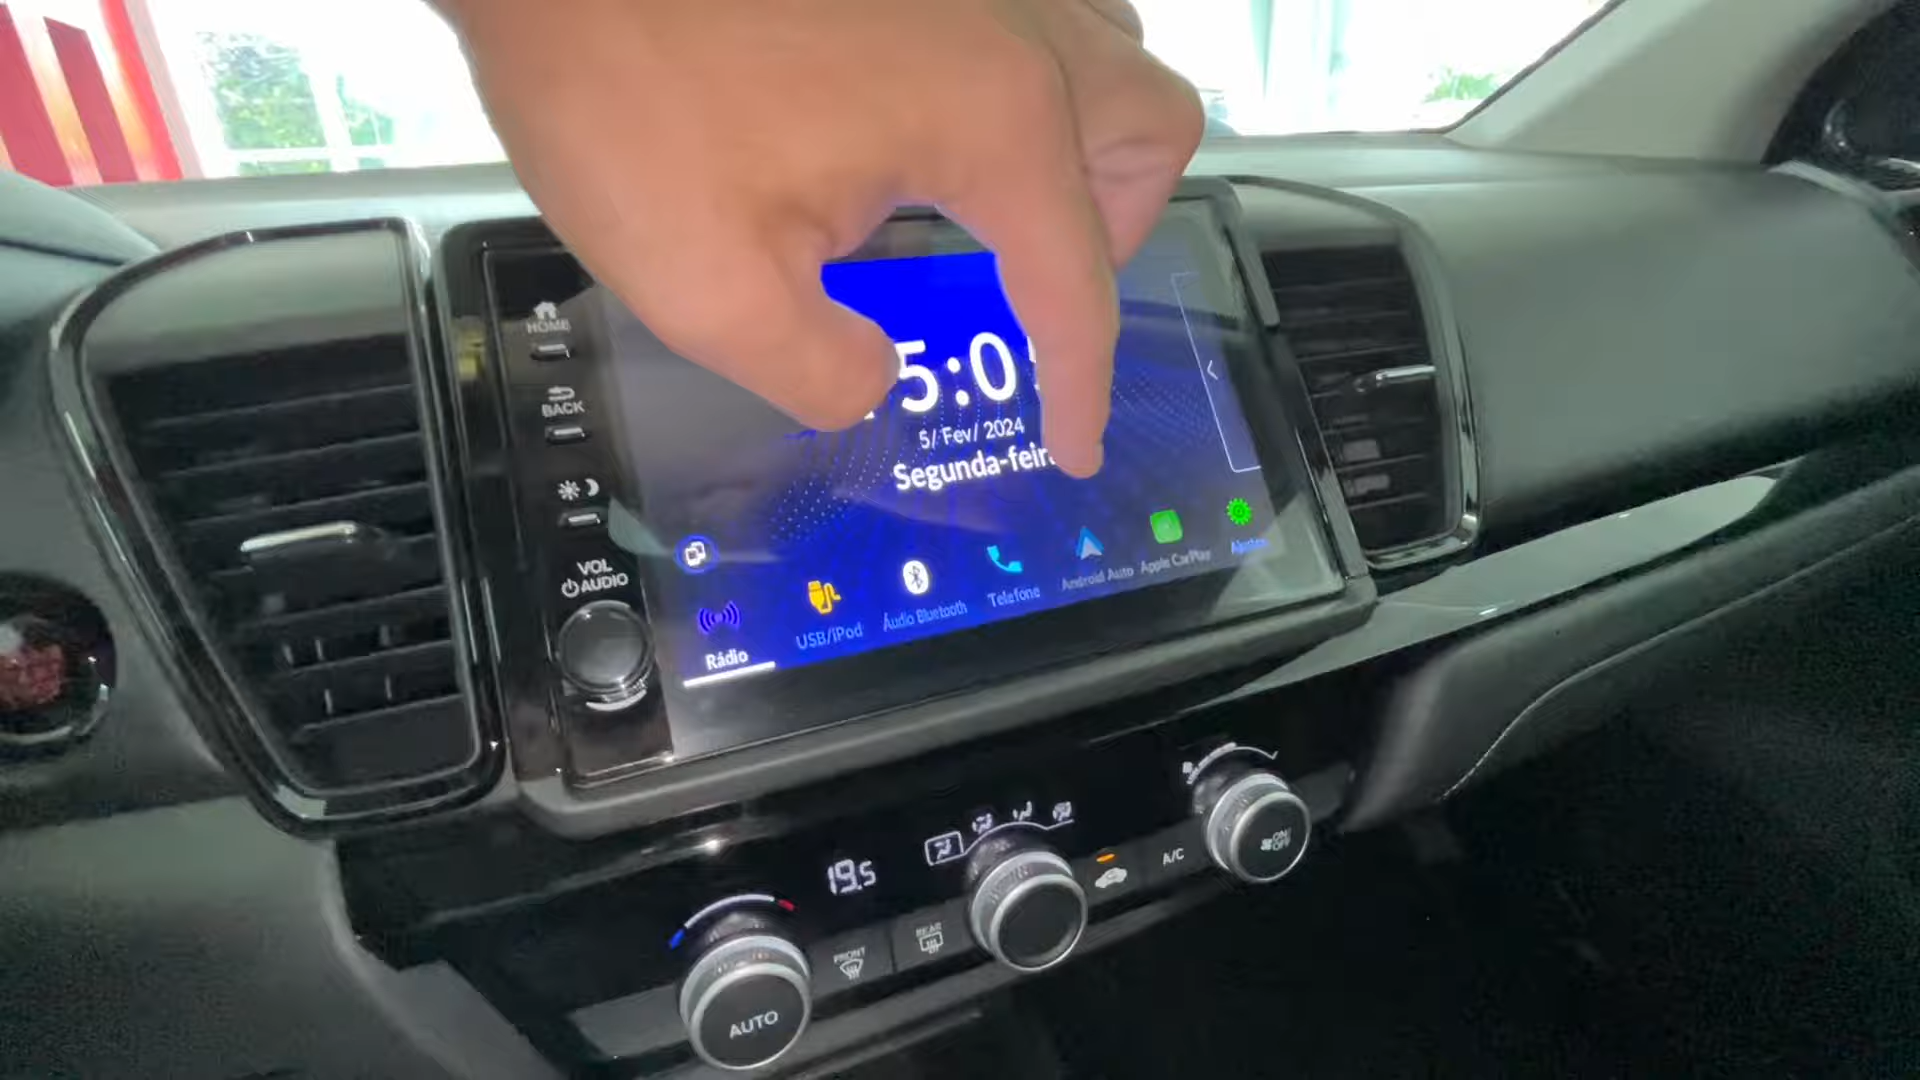 HOME
BACK
VOL
AUDIO
5:0
5/ Fev/ 2024
Segunda-feir
Rádio
USB/iPod
Áudio Bluetooth
Telefone
Android Auto
Apple CarPlay
Ajustes
19.5
AUTO
FRONT
REAR
A/C
ON/
OFF